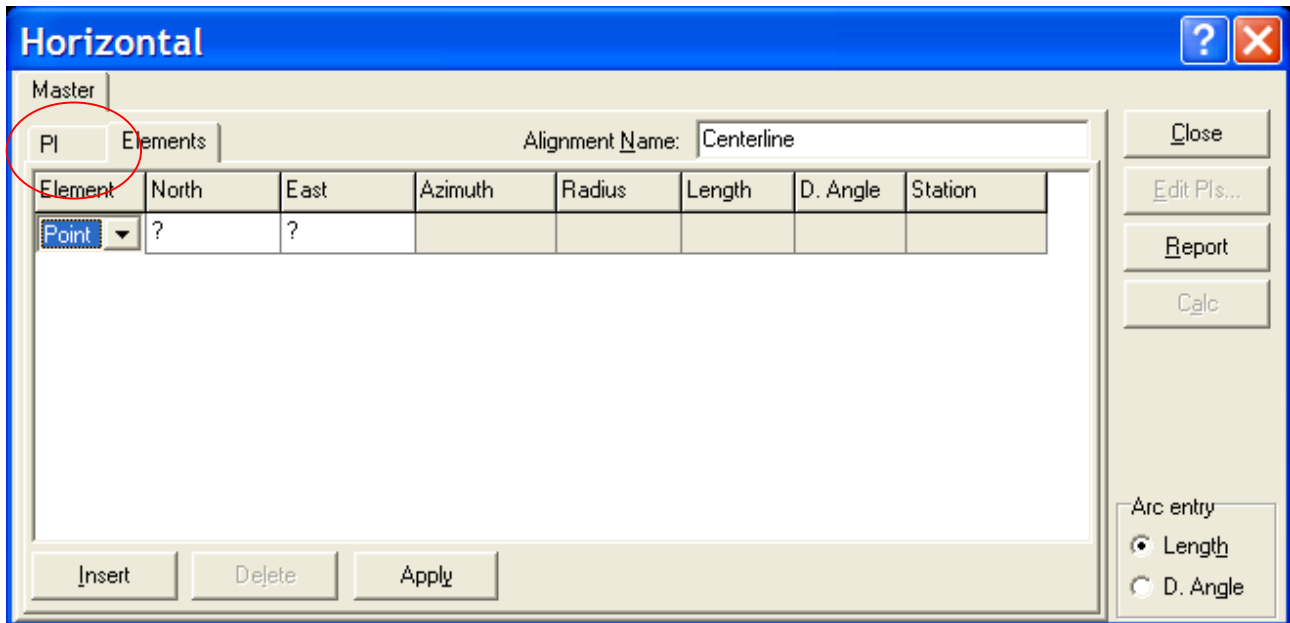 Horizontal
Master
PI Elements Alignment Name: Centerline
Element North East Azimuth Radius Length D. Angle Station
Point ? ?
Insert Delete Apply
Close
Edit PIs...
Report
Calc
Arc entry
Length
D. Angle